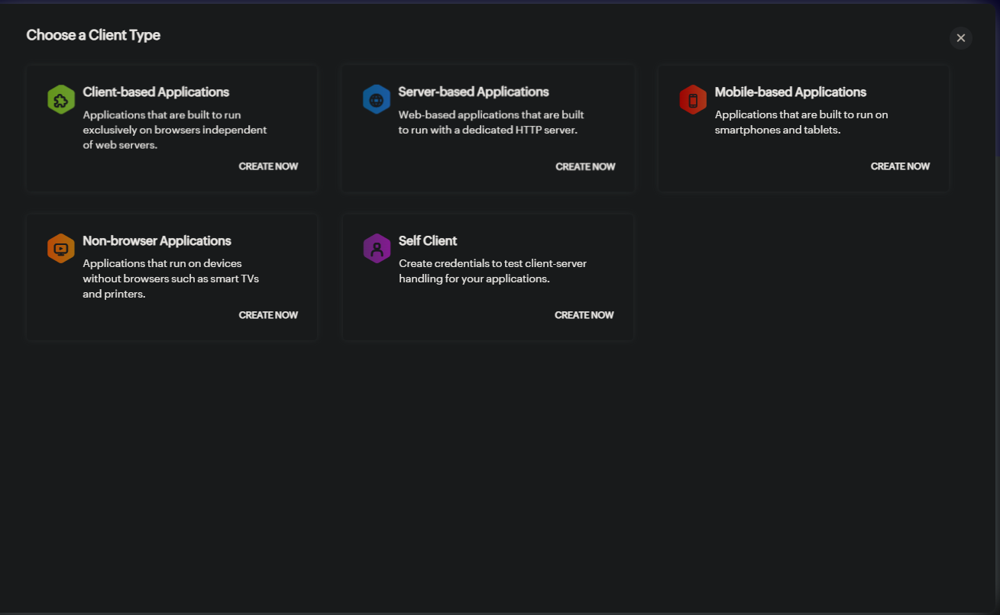 Choose a Client Type
Client-based Applications
Applications that are built to run
exclusively on browsers independent
of web servers.
CREATE NOW
Server-based Applications
Web-based applications that are built
to run with a dedicated HTTP server.
CREATE NOW
Mobile-based Applications
Applications that are built to run on
smartphones and tablets.
CREATE NOW
Non-browser Applications
Applications that run on devices
without browsers such as smart TVs
and printers.
CREATE NOW
Self Client
Create credentials to test client-server
handling for your applications.
CREATE NOW